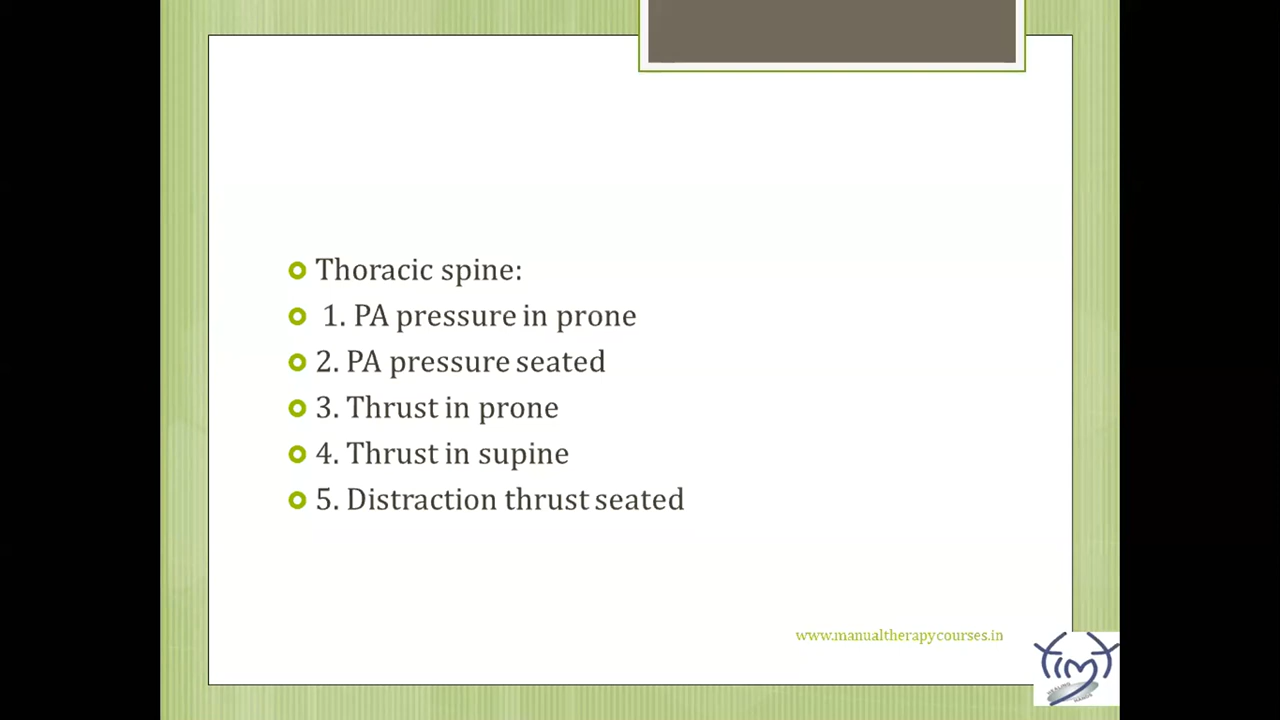 Thoracic spine:
1. PA pressure in prone
2. PA pressure seated
3. Thrust in prone
4. Thrust in supine
5. Distraction thrust seated
www.manualtherapycourses.in